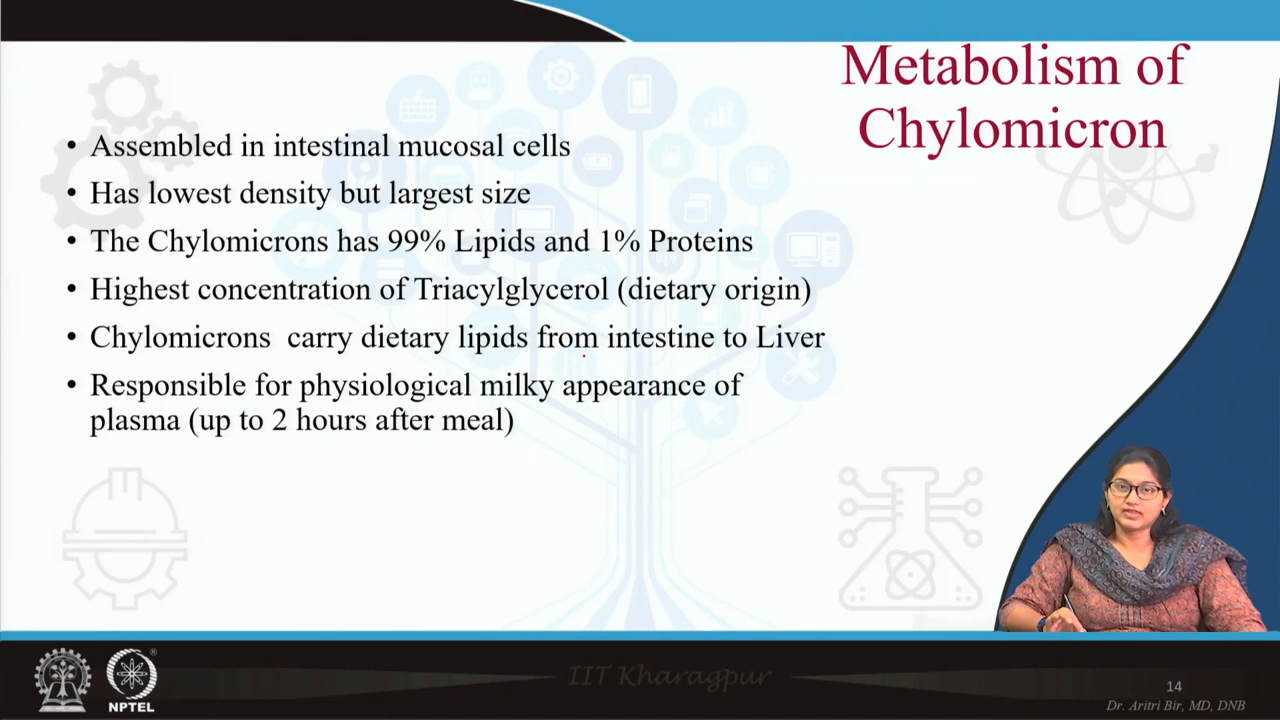 Metabolism of
Chylomicron
• Assembled in intestinal mucosal cells
• Has lowest density but largest size
• The Chylomicrons has 99% Lipids and 1% Proteins
• Highest concentration of Triacylglycerol (dietary origin)
• Chylomicrons  carry dietary lipids from intestine to Liver
• Responsible for physiological milky appearance of
plasma (up to 2 hours after meal)
IIT Kharagpur
NPTEL
®
14
Dr. Aritri Bir, MD, DNB